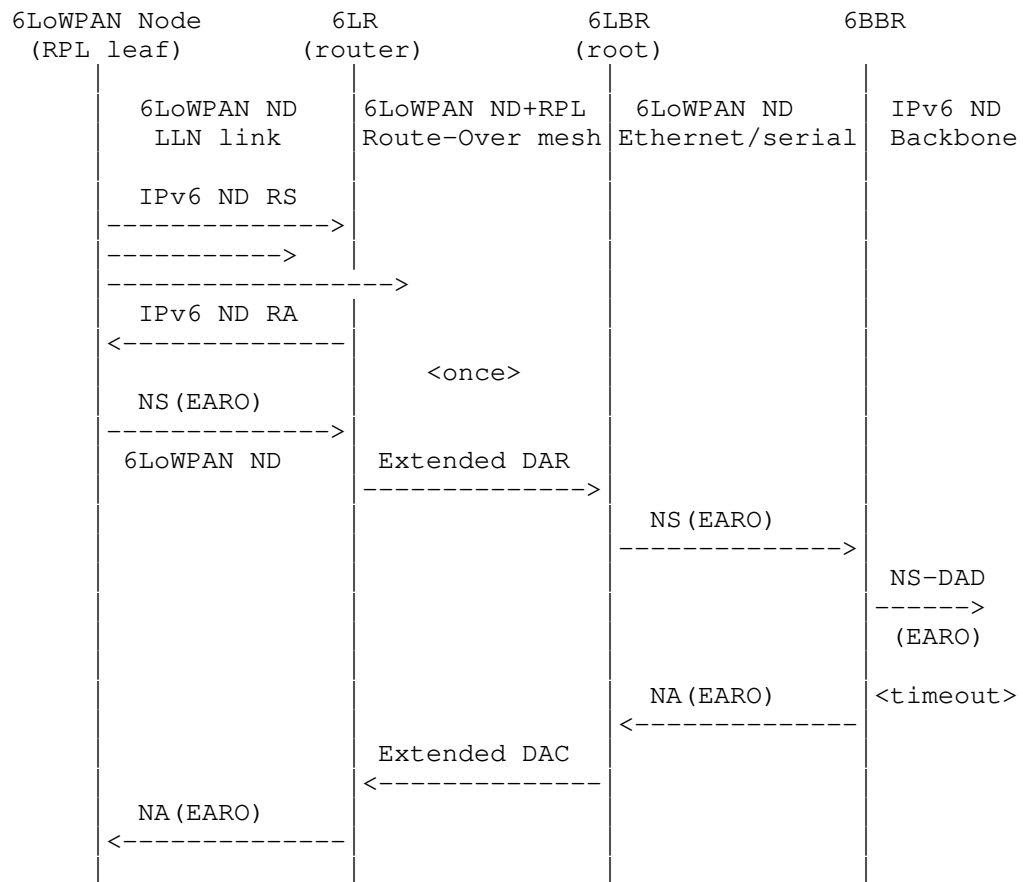 6LoWPAN Node 6LR 6LBR 6BBR
(RPL leaf) (router) (root)
6LoWPAN ND 6LoWPAN ND+RPL 6LoWPAN ND IPv6 ND
LLN link Route-Over mesh Ethernet/serial Backbone
IPv6 ND RS
IPv6 ND RA
<once>
NS(EARO)
6LoWPAN ND Extended DAR
NS(EARO)
NS-DAD
(EARO)
NA(EARO) <timeout>
Extended DAC
NA(EARO)